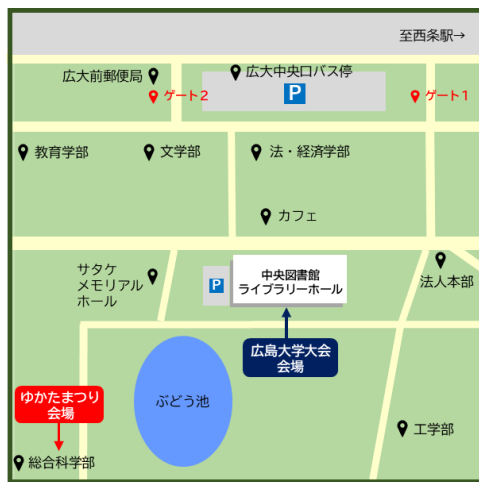 至西条駅→
広大前郵便局
広大中央口バス停
ゲート2
P
ゲート1
教育学部
文学部
法・経済学部
カフェ
サタケ
メモリアル
ホール
P
中央図書館
ライブラリーホール
法人本部
広島大学大会
会場
ゆかたまつり
会場
ぶどう池
工学部
総合科学部